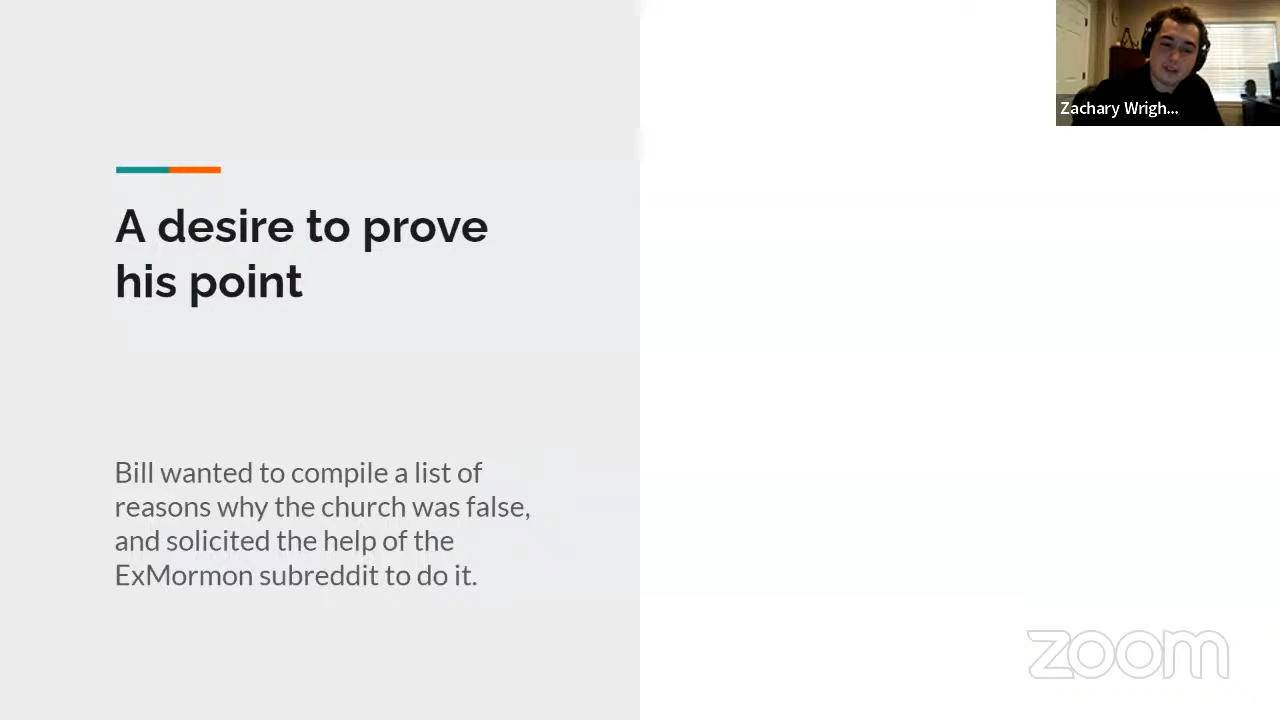 Zachary Wrigh...
A desire to prove
his point
Bill wanted to compile a list of
reasons why the church was false,
and solicited the help of the
ExMormon subreddit to do it.
zoom